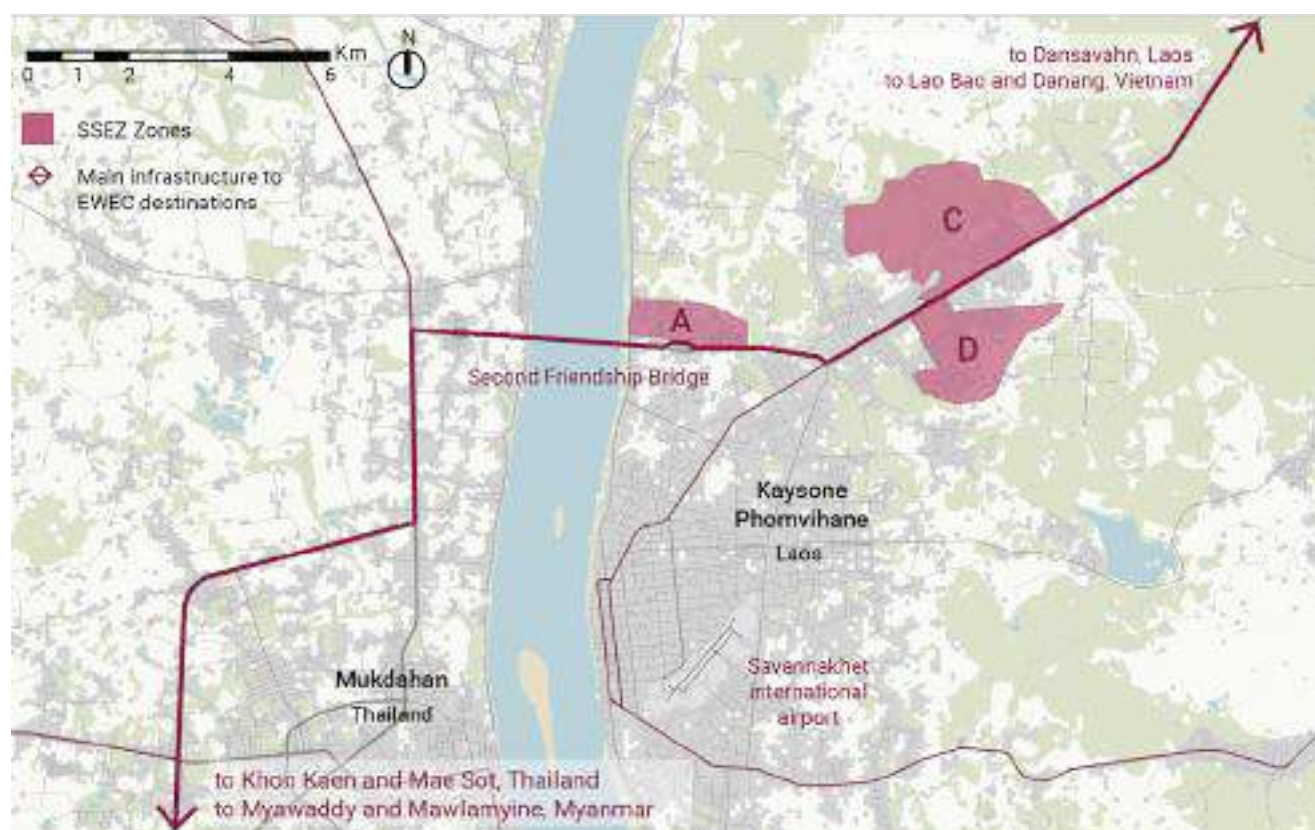 Km
N
0 1 2 4 6
SSEZ Zones
Main infrastructure to
EWEC destinations
to Dansavahn, Laos
to Lao Bao and Danang, Vietnam
C
A
D
Second Friendship Bridge
Kaysone
Phomvihane
Laos
Savannakhet
international
airport
Mukdahan
Thailand
to Khon Kaen and Mae Sot, Thailand
to Myawaddy and Mawlamyine, Myanmar